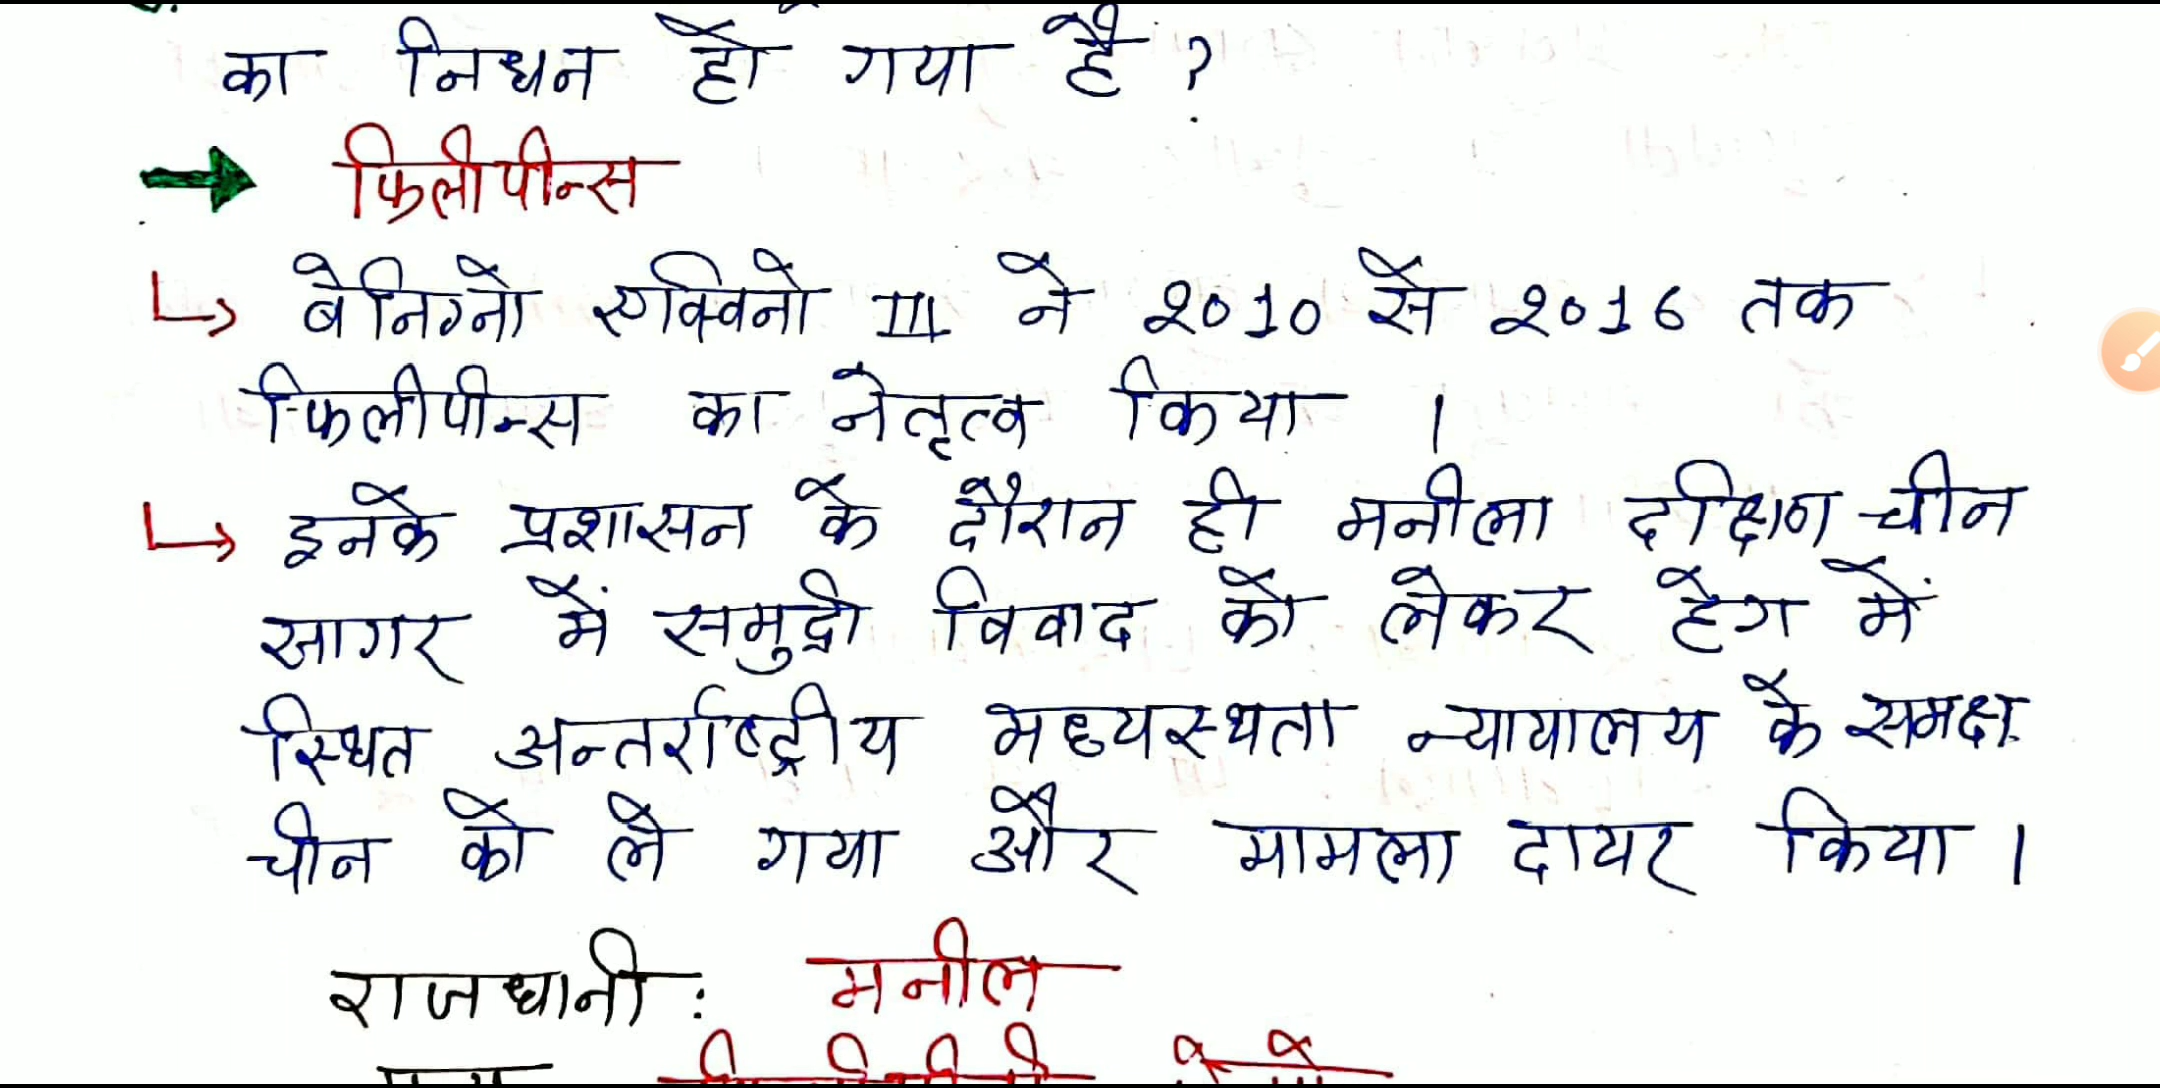 का निधन हो गया है ?
फिलीपीन्स
बेनिग्नो एक्विनो III ने 2010 से 2016 तक
फिलीपीन्स का नेतृत्व किया ।
इनके प्रशासन के दौरान ही मनीला दक्षिण चीन
सागर में समुद्री विवाद को लेकर हेग में
स्थित अन्तर्राष्ट्रीय मध्यस्थता न्यायालय के समक्ष
चीन को ले गया और मामला दायर किया ।
राजधानी : मनील